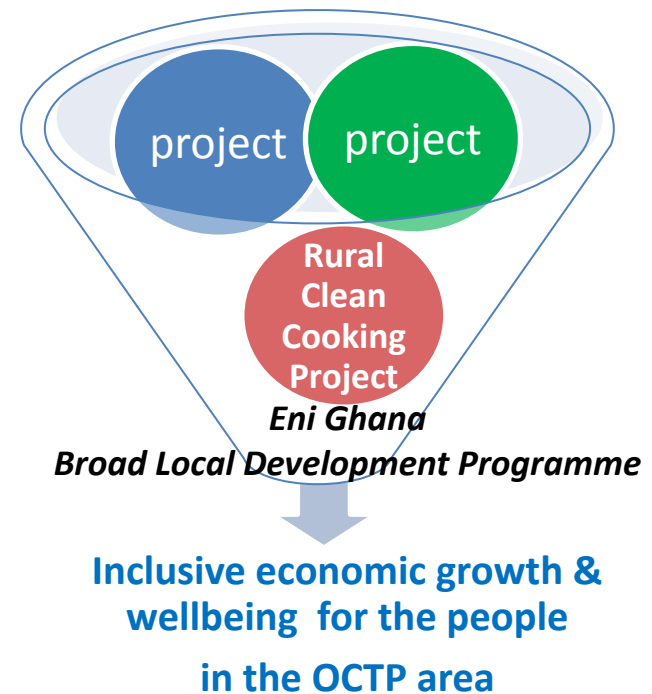 project
project
Rural
Clean
Cooking
Project
Eni Ghana
Broad Local Development Programme
Inclusive economic growth &
wellbeing for the people
in the OCTP area